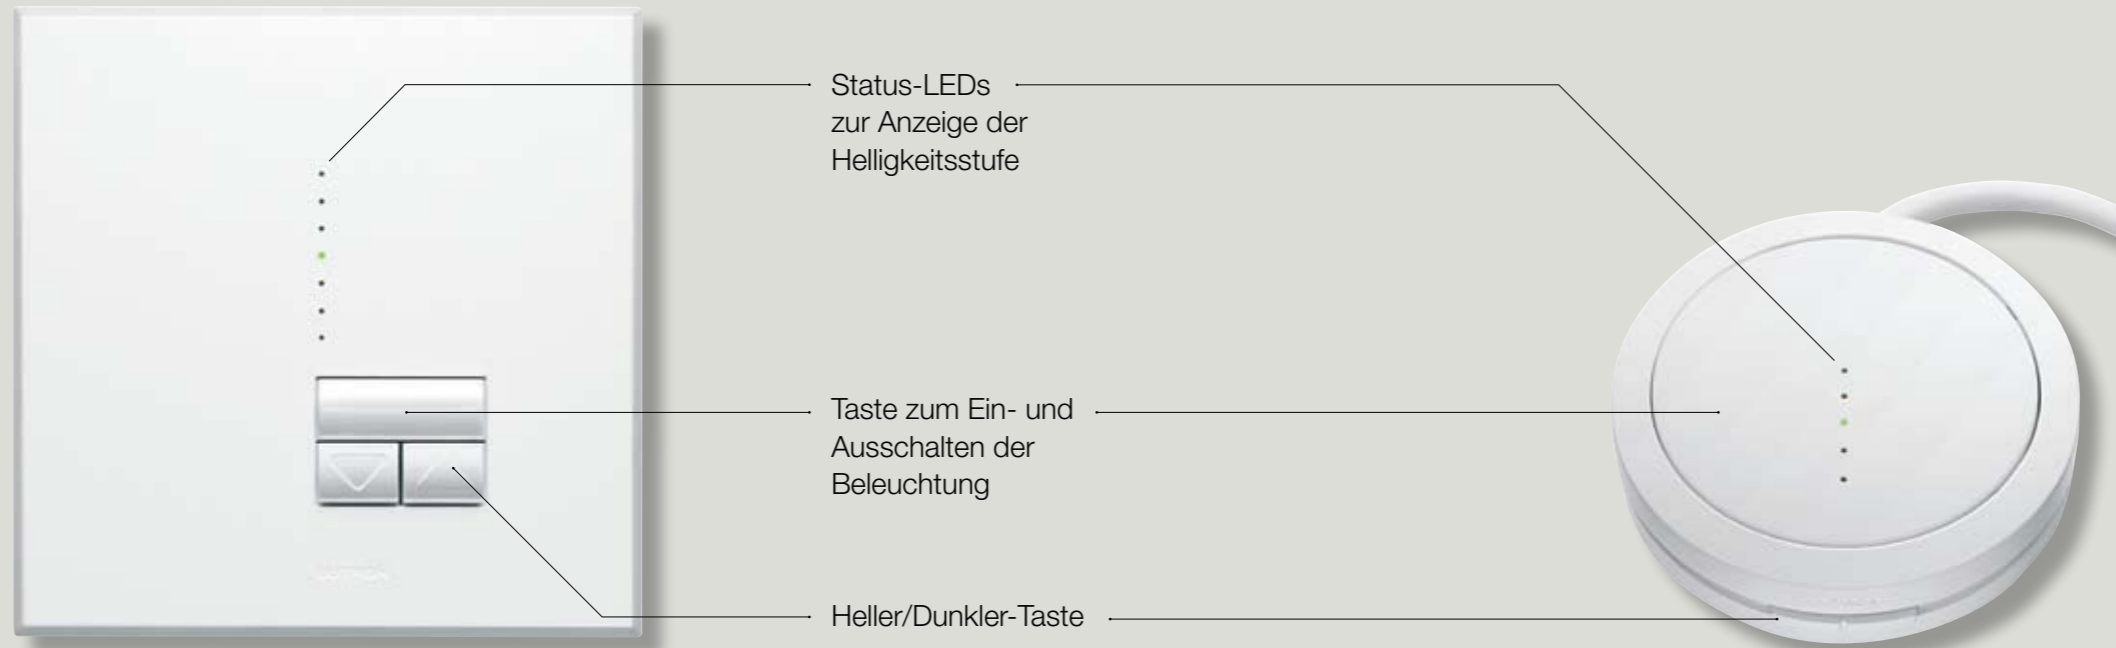 Status-LEDs
zur Anzeige der
Helligkeitsstufe
Taste zum Ein- und
Ausschalten der
Beleuchtung
Heller/Dunkler-Taste